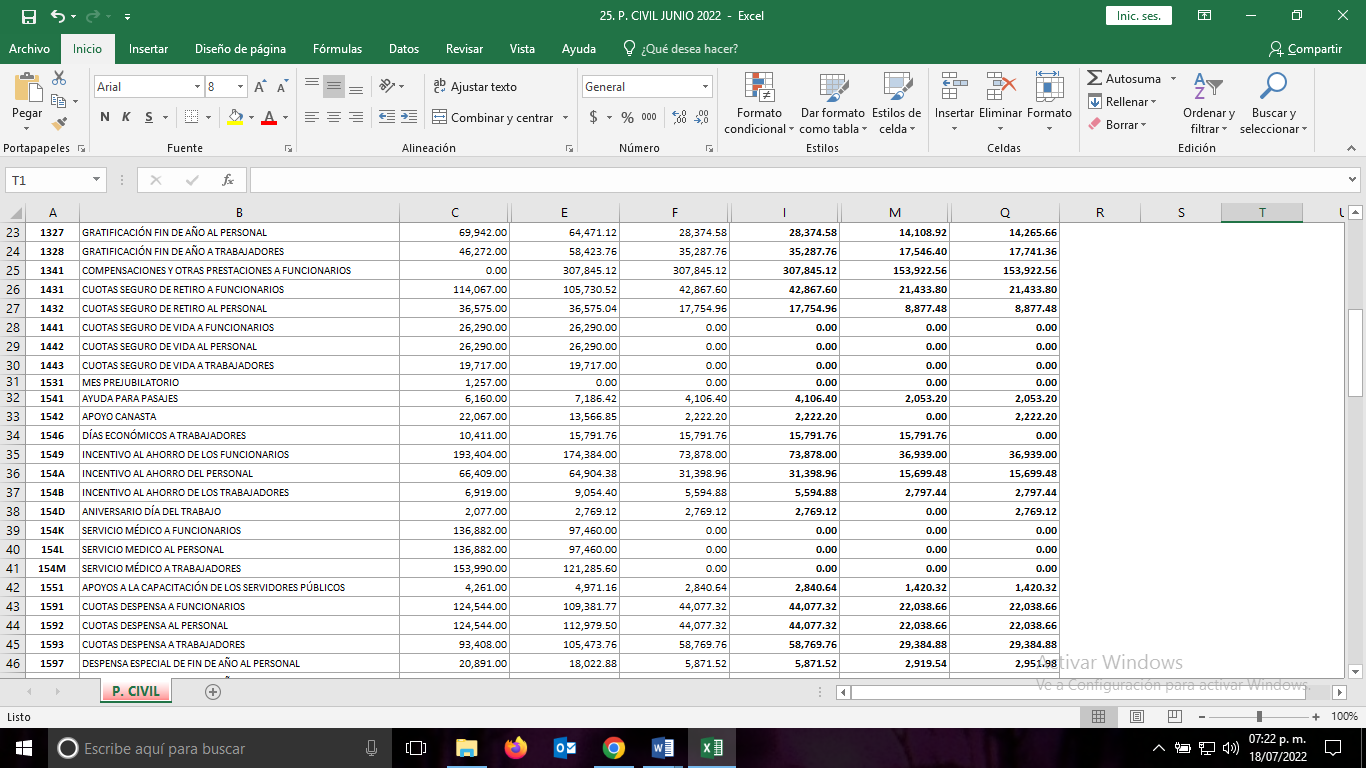 25. P. CIVIL JUNIO 2022 - Excel
Inic. ses.
Archivo Inicio Insertar Diseño de página Fórmulas Datos Revisar Vista Ayuda ¿Qué desea hacer? Compartir
Pegar
Portapapeles
Arial 8
N K S
Fuente
Ajustar texto
Combinar y centrar
Alineación
General
$ % 000
Número
Formato condicional
Dar formato como tabla
Estilos de celda
Estilos
Insertar Eliminar Formato
Celdas
Autosuma
Rellenar
Borrar
Ordenar y filtrar
Buscar y seleccionar
Edición
T1 fx
A B C E F I M Q R S T U
23 1327 GRATIFICACIÓN FIN DE AÑO AL PERSONAL 69,942.00 64,471.12 28,374.58 28,374.58 14,108.92 14,265.66
24 1328 GRATIFICACIÓN FIN DE AÑO A TRABAJADORES 46,272.00 58,423.76 35,287.76 35,287.76 17,546.40 17,741.36
25 1341 COMPENSACIONES Y OTRAS PRESTACIONES A FUNCIONARIOS 0.00 307,845.12 307,845.12 307,845.12 153,922.56 153,922.56
26 1431 CUOTAS SEGURO DE RETIRO A FUNCIONARIOS 114,067.00 105,730.52 42,867.60 42,867.60 21,433.80 21,433.80
27 1432 CUOTAS SEGURO DE RETIRO AL PERSONAL 36,575.00 36,575.04 17,754.96 17,754.96 8,877.48 8,877.48
28 1441 CUOTAS SEGURO DE VIDA A FUNCIONARIOS 26,290.00 26,290.00 0.00 0.00 0.00 0.00
29 1442 CUOTAS SEGURO DE VIDA AL PERSONAL 26,290.00 26,290.00 0.00 0.00 0.00 0.00
30 1443 CUOTAS SEGURO DE VIDA A TRABAJADORES 19,717.00 19,717.00 0.00 0.00 0.00 0.00
31 1531 MES PREJUBILATORIO 1,257.00 0.00 0.00 0.00 0.00 0.00
32 1541 AYUDA PARA PASAJES 6,160.00 7,186.42 4,106.40 4,106.40 2,053.20 2,053.20
33 1542 APOYO CANASTA 22,067.00 13,566.85 2,222.20 2,222.20 0.00 2,222.20
34 1546 DÍAS ECONÓMICOS A TRABAJADORES 10,411.00 15,791.76 15,791.76 15,791.76 15,791.76 0.00
35 1549 INCENTIVO AL AHORRO DE LOS FUNCIONARIOS 193,404.00 174,384.00 73,878.00 73,878.00 36,939.00 36,939.00
36 154A INCENTIVO AL AHORRO DEL PERSONAL 66,409.00 64,904.38 31,398.96 31,398.96 15,699.48 15,699.48
37 154B INCENTIVO AL AHORRO DE LOS TRABAJADORES 6,919.00 9,054.40 5,594.88 5,594.88 2,797.44 2,797.44
38 154D ANIVERSARIO DÍA DEL TRABAJO 2,077.00 2,769.12 2,769.12 2,769.12 0.00 2,769.12
39 154K SERVICIO MÉDICO A FUNCIONARIOS 136,882.00 97,460.00 0.00 0.00 0.00 0.00
40 154L SERVICIO MEDICO AL PERSONAL 136,882.00 97,460.00 0.00 0.00 0.00 0.00
41 154M SERVICIO MÉDICO A TRABAJADORES 153,990.00 121,285.60 0.00 0.00 0.00 0.00
42 1551 APOYOS A LA CAPACITACIÓN DE LOS SERVIDORES PÚBLICOS 4,261.00 4,971.16 2,840.64 2,840.64 1,420.32 1,420.32
43 1591 CUOTAS DESPENSA A FUNCIONARIOS 124,544.00 109,381.77 44,077.32 44,077.32 22,038.66 22,038.66
44 1592 CUOTAS DESPENSA AL PERSONAL 124,544.00 112,979.50 44,077.32 44,077.32 22,038.66 22,038.66
45 1593 CUOTAS DESPENSA A TRABAJADORES 93,408.00 105,473.76 58,769.76 58,769.76 29,384.88 29,384.88
46 1597 DESPENSA ESPECIAL DE FIN DE AÑO AL PERSONAL 20,891.00 18,022.88 5,871.52 5,871.52 2,919.54 2,951.98
Activar Windows
Ve a Configuración para activar Windows.
P. CIVIL
Listo 100%
Escribe aquí para buscar
07:22 p. m.
18/07/2022